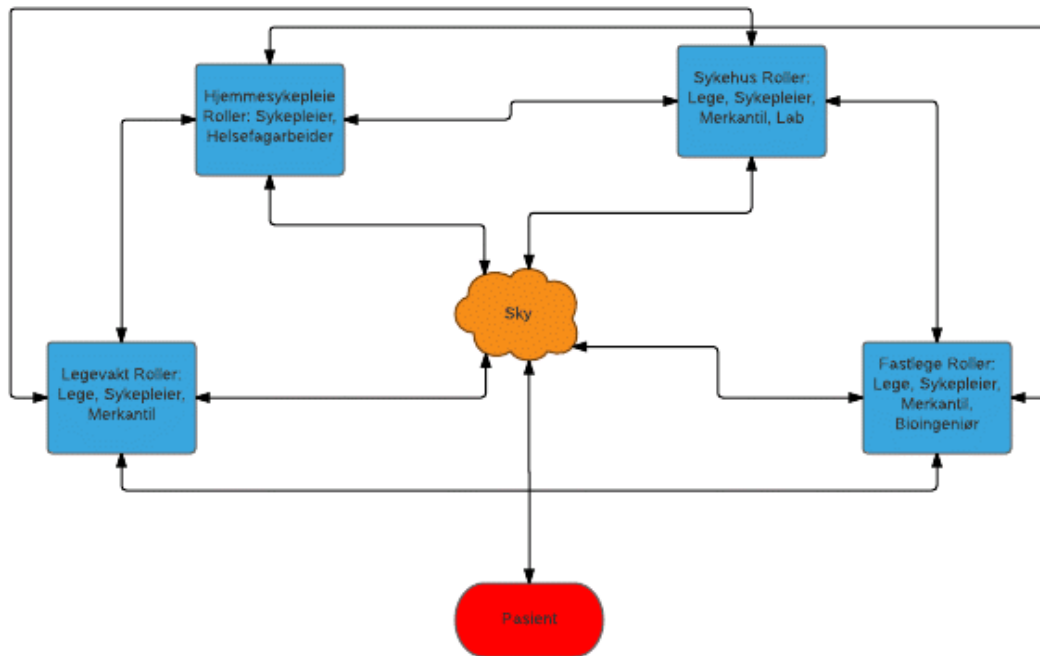 Hjemmesykepleie
Roller: Sykepleier,
Helsefagarbeider
Sykehus Roller:
Lege, Sykepleier,
Merkantil, Lab
Sky
Legevakt Roller:
Lege, Sykepleier,
Merkantil
Fastlege Roller:
Lege, Sykepleier,
Merkantil,
Bioingeniør
Pasient